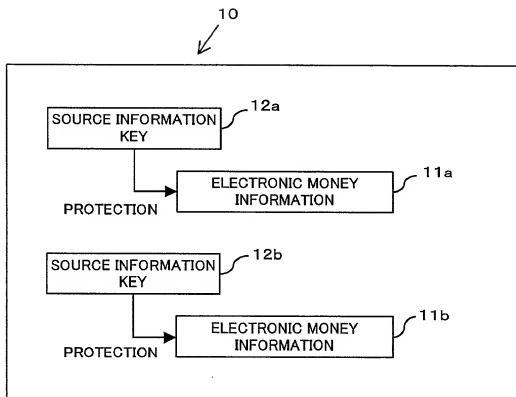 10
SOURCE INFORMATION
KEY
12a
PROTECTION
ELECTRONIC MONEY
INFORMATION
11a
SOURCE INFORMATION
KEY
12b
PROTECTION
ELECTRONIC MONEY
INFORMATION
11b